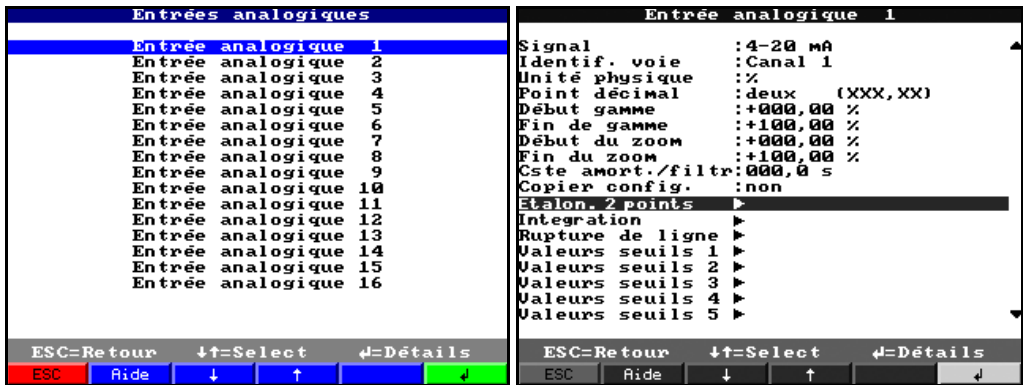 Entrées analogiques
Entrée analogique 1
Entrée analogique 2
Entrée analogique 3
Entrée analogique 4
Entrée analogique 5
Entrée analogique 6
Entrée analogique 7
Entrée analogique 8
Entrée analogique 9
Entrée analogique 10
Entrée analogique 11
Entrée analogique 12
Entrée analogique 13
Entrée analogique 14
Entrée analogique 15
Entrée analogique 16
ESC=Retour ↓↑=Select ↲=Détails
ESC Aide ↓ ↑ ↲
Entrée analogique 1
Signal :4-20 mA
Identif. voie :Canal 1
Unité physique :%
Point décimal :deux (XXX,XX)
Début gamme :+000,00 %
Fin de gamme :+100,00 %
Début du zoom :+000,00 %
Fin du zoom :+100,00 %
Cste amort./filtr:000,0 s
Copier config. :non
Etalon. 2 points ►
Integration ►
Rupture de ligne ►
Valeurs seuils 1 ►
Valeurs seuils 2 ►
Valeurs seuils 3 ►
Valeurs seuils 4 ►
Valeurs seuils 5 ►
ESC=Retour ↓↑=Select ↲=Détails
ESC Aide ↓ ↑ ↲